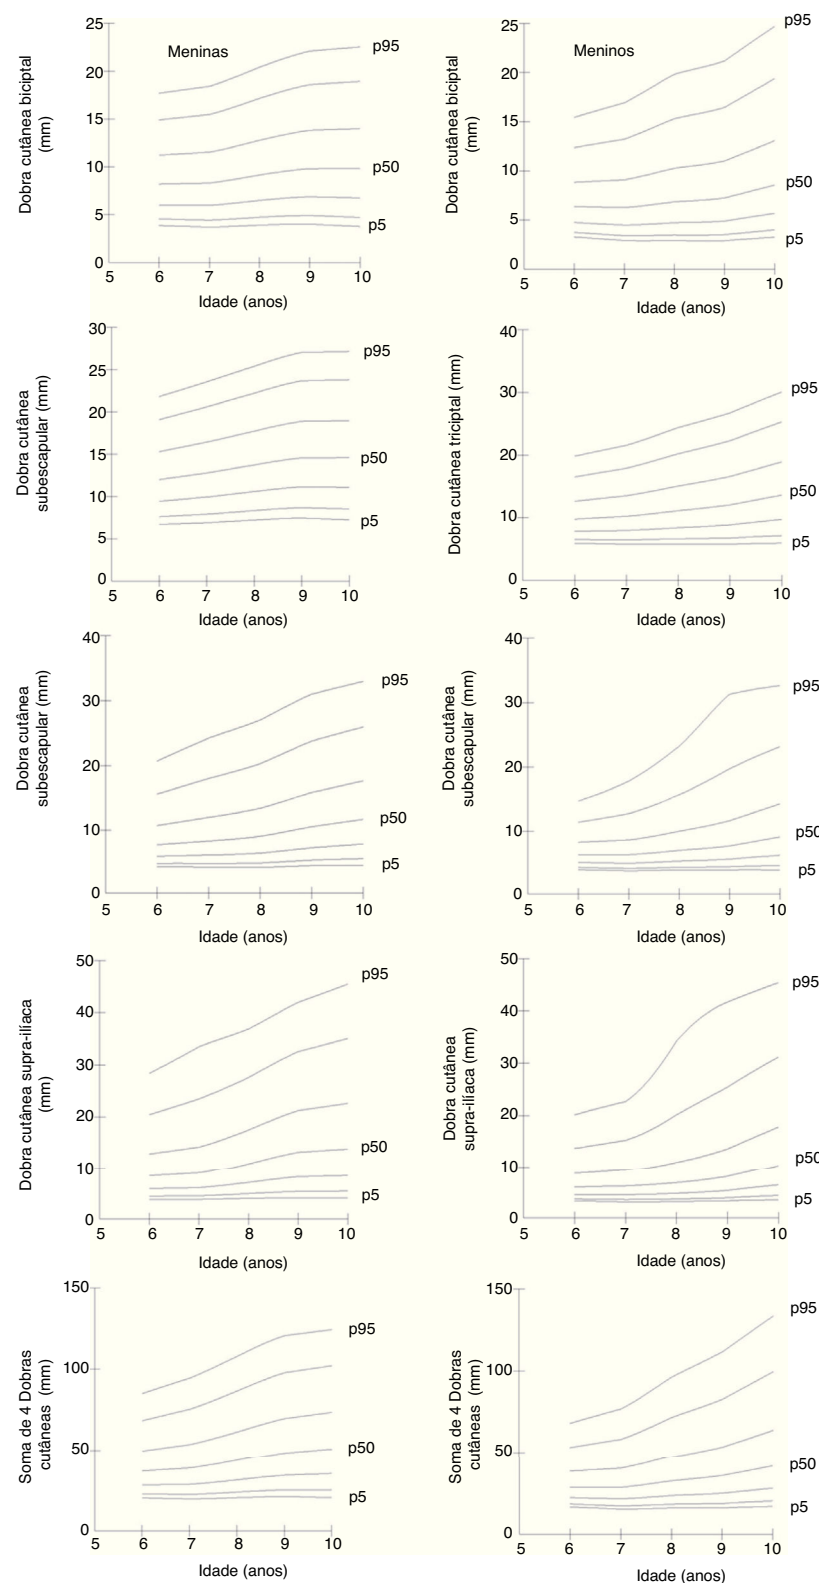 Dobra cutânea biciptal
(mm)
25
20
15
10
5
0
Meninas
p95
p50
p5
5 6 7 8 9 10
Idade (anos)
Dobra cutânea biciptal
(mm)
25
20
15
10
5
0
Meninos
p95
p50
p5
5 6 7 8 9 10
Idade (anos)
Dobra cutânea
subescapular (mm)
30
25
20
15
10
5
0
p95
p50
p5
5 6 7 8 9 10
Idade (anos)
Dobra cutânea triciptal (mm)
40
30
20
10
0
p95
p50
p5
5 6 7 8 9 10
Idade (anos)
Dobra cutânea
subescapular (mm)
40
30
20
10
0
p95
p50
p5
5 6 7 8 9 10
Idade (anos)
Dobra cutânea
subescapular (mm)
40
30
20
10
0
p95
p50
p5
5 6 7 8 9 10
Idade (anos)
Dobra cutânea supra-ilíaca
(mm)
50
40
30
20
10
0
p95
p50
p5
5 6 7 8 9 10
Idade (anos)
Dobra cutânea
supra-ilíaca (mm)
50
40
30
20
10
0
p95
p50
p5
5 6 7 8 9 10
Idade (anos)
Soma de 4 Dobras
cutâneas (mm)
150
100
50
0
p95
p50
p5
5 6 7 8 9 10
Idade (anos)
Soma de 4 Dobras
cutâneas (mm)
150
100
50
0
p95
p50
p5
5 6 7 8 9 10
Idade (anos)